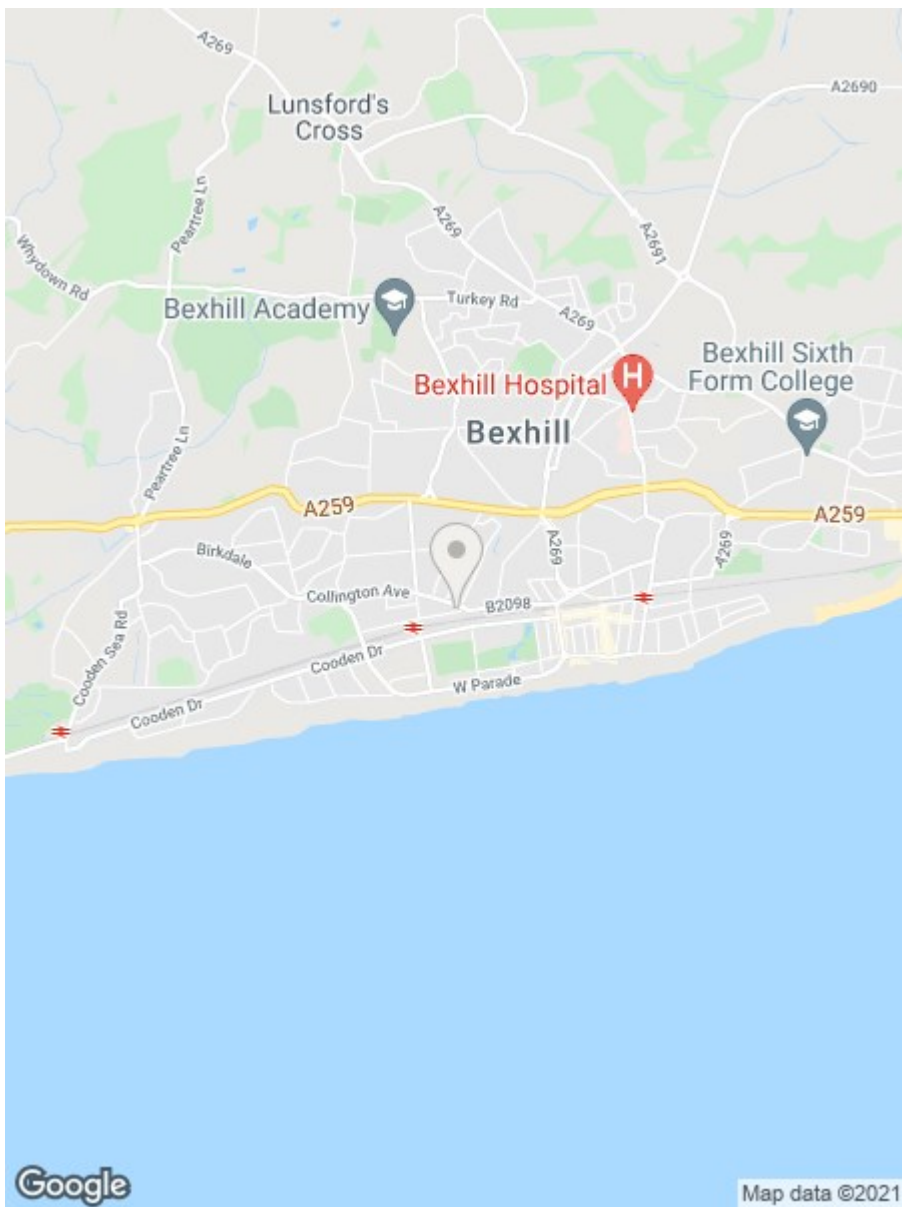 A269
A2690
Lunsford's
Cross
Peartree Ln
A269
A2691
Whydown Rd
Turkey Rd
Bexhill Academy
A269
Bexhill Sixth
Form College
Bexhill Hospital
H
Bexhill
Peartree Ln
A259
A259
Birkdale
A269
A269
Collington Ave
B2098
Cooden Sea Rd
Cooden Dr
W Parade
Cooden Dr
Google
Map data ©2021